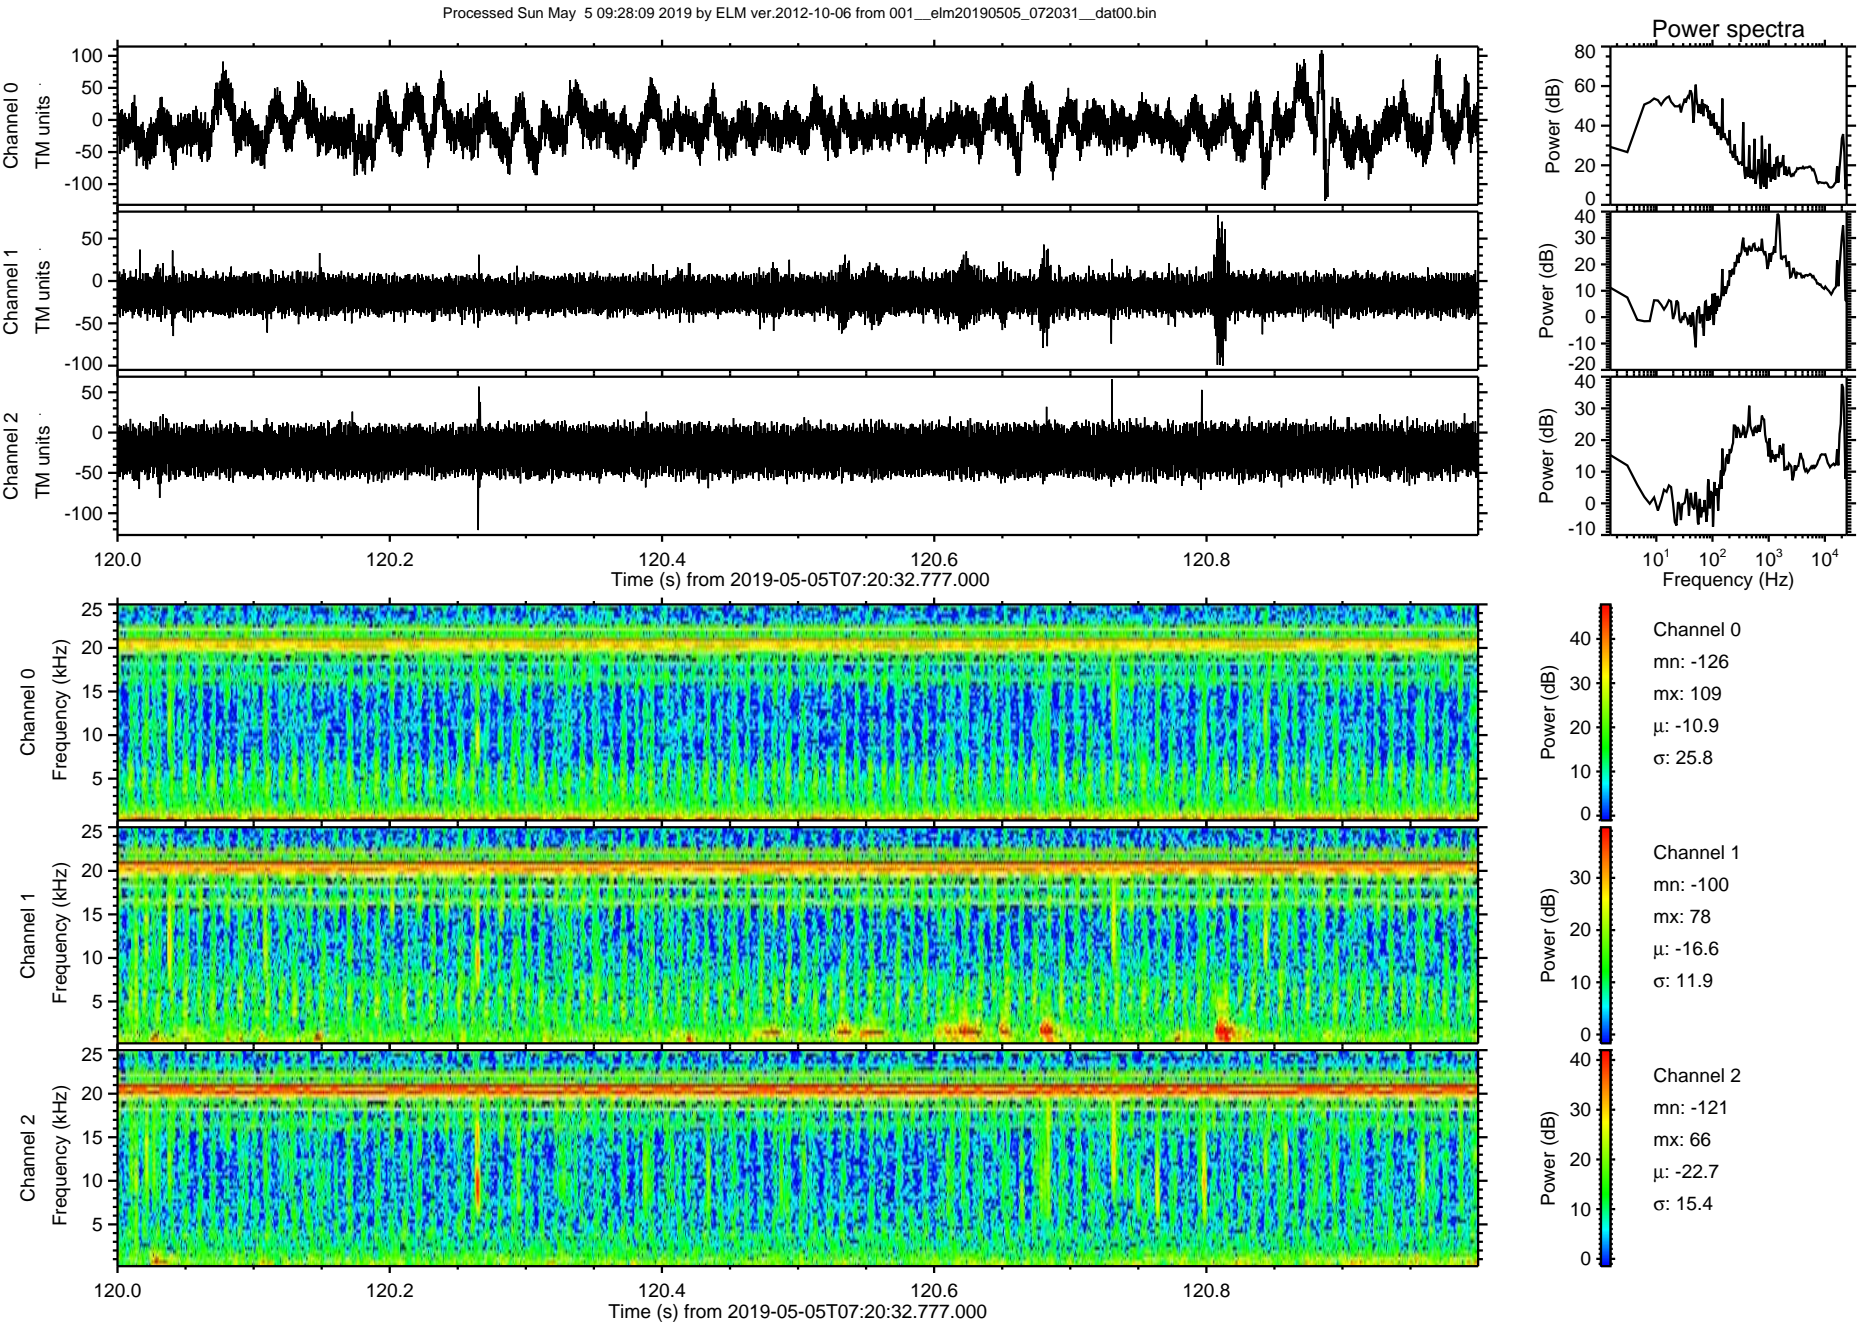 Processed Sun May  5 09:28:09 2019 by ELM ver.2012-10-06 from 001__elm20190505_072031__dat00.bin
Power spectra
Channel 0
TM units
100
50
0
-50
-100
Power (dB)
80
60
40
20
0
Channel 1
TM units
50
0
-50
-100
Power (dB)
40
30
20
10
0
-10
-20
Channel 2
TM units
50
0
-50
-100
Power (dB)
40
30
20
10
0
-10
120.0 120.2 120.4 120.6 120.8
Time (s) from 2019-05-05T07:20:32.777.000
10¹ 10² 10³ 10⁴
Frequency (Hz)
Channel 0
Frequency (kHz)
25
20
15
10
5
Power (dB)
40
30
20
10
0
Channel 0
mn: -126
mx: 109
μ: -10.9
σ: 25.8
Channel 1
Frequency (kHz)
25
20
15
10
5
Power (dB)
30
20
10
0
Channel 1
mn: -100
mx: 78
μ: -16.6
σ: 11.9
Channel 2
Frequency (kHz)
25
20
15
10
5
Power (dB)
40
30
20
10
0
Channel 2
mn: -121
mx: 66
μ: -22.7
σ: 15.4
120.0 120.2 120.4 120.6 120.8
Time (s) from 2019-05-05T07:20:32.777.000